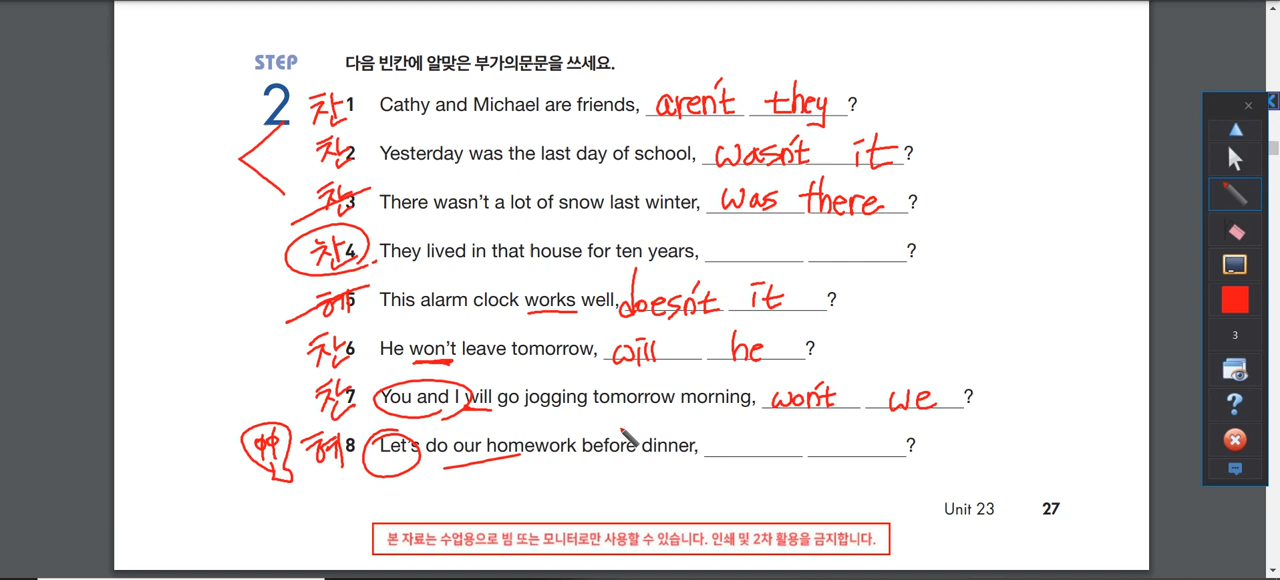 STEP 2 다음 빈칸에 알맞은 부가의문문을 쓰세요.
찬 1 Cathy and Michael are friends, aren't they ?
찬 2 Yesterday was the last day of school, wasn't it ?
찬 3 There wasn't a lot of snow last winter, was there ?
찬 4 They lived in that house for ten years, ?
5 This alarm clock works well, doesn't it ?
찬 6 He won't leave tomorrow, will he ?
찬 7 You and I will go jogging tomorrow morning, won't we ?
혜 8 Let's do our homework before dinner, ?
Unit 23 27
본 자료는 수업용으로 빔 또는 모니터로만 사용할 수 있습니다. 인쇄 및 2차 활용을 금지합니다.
3